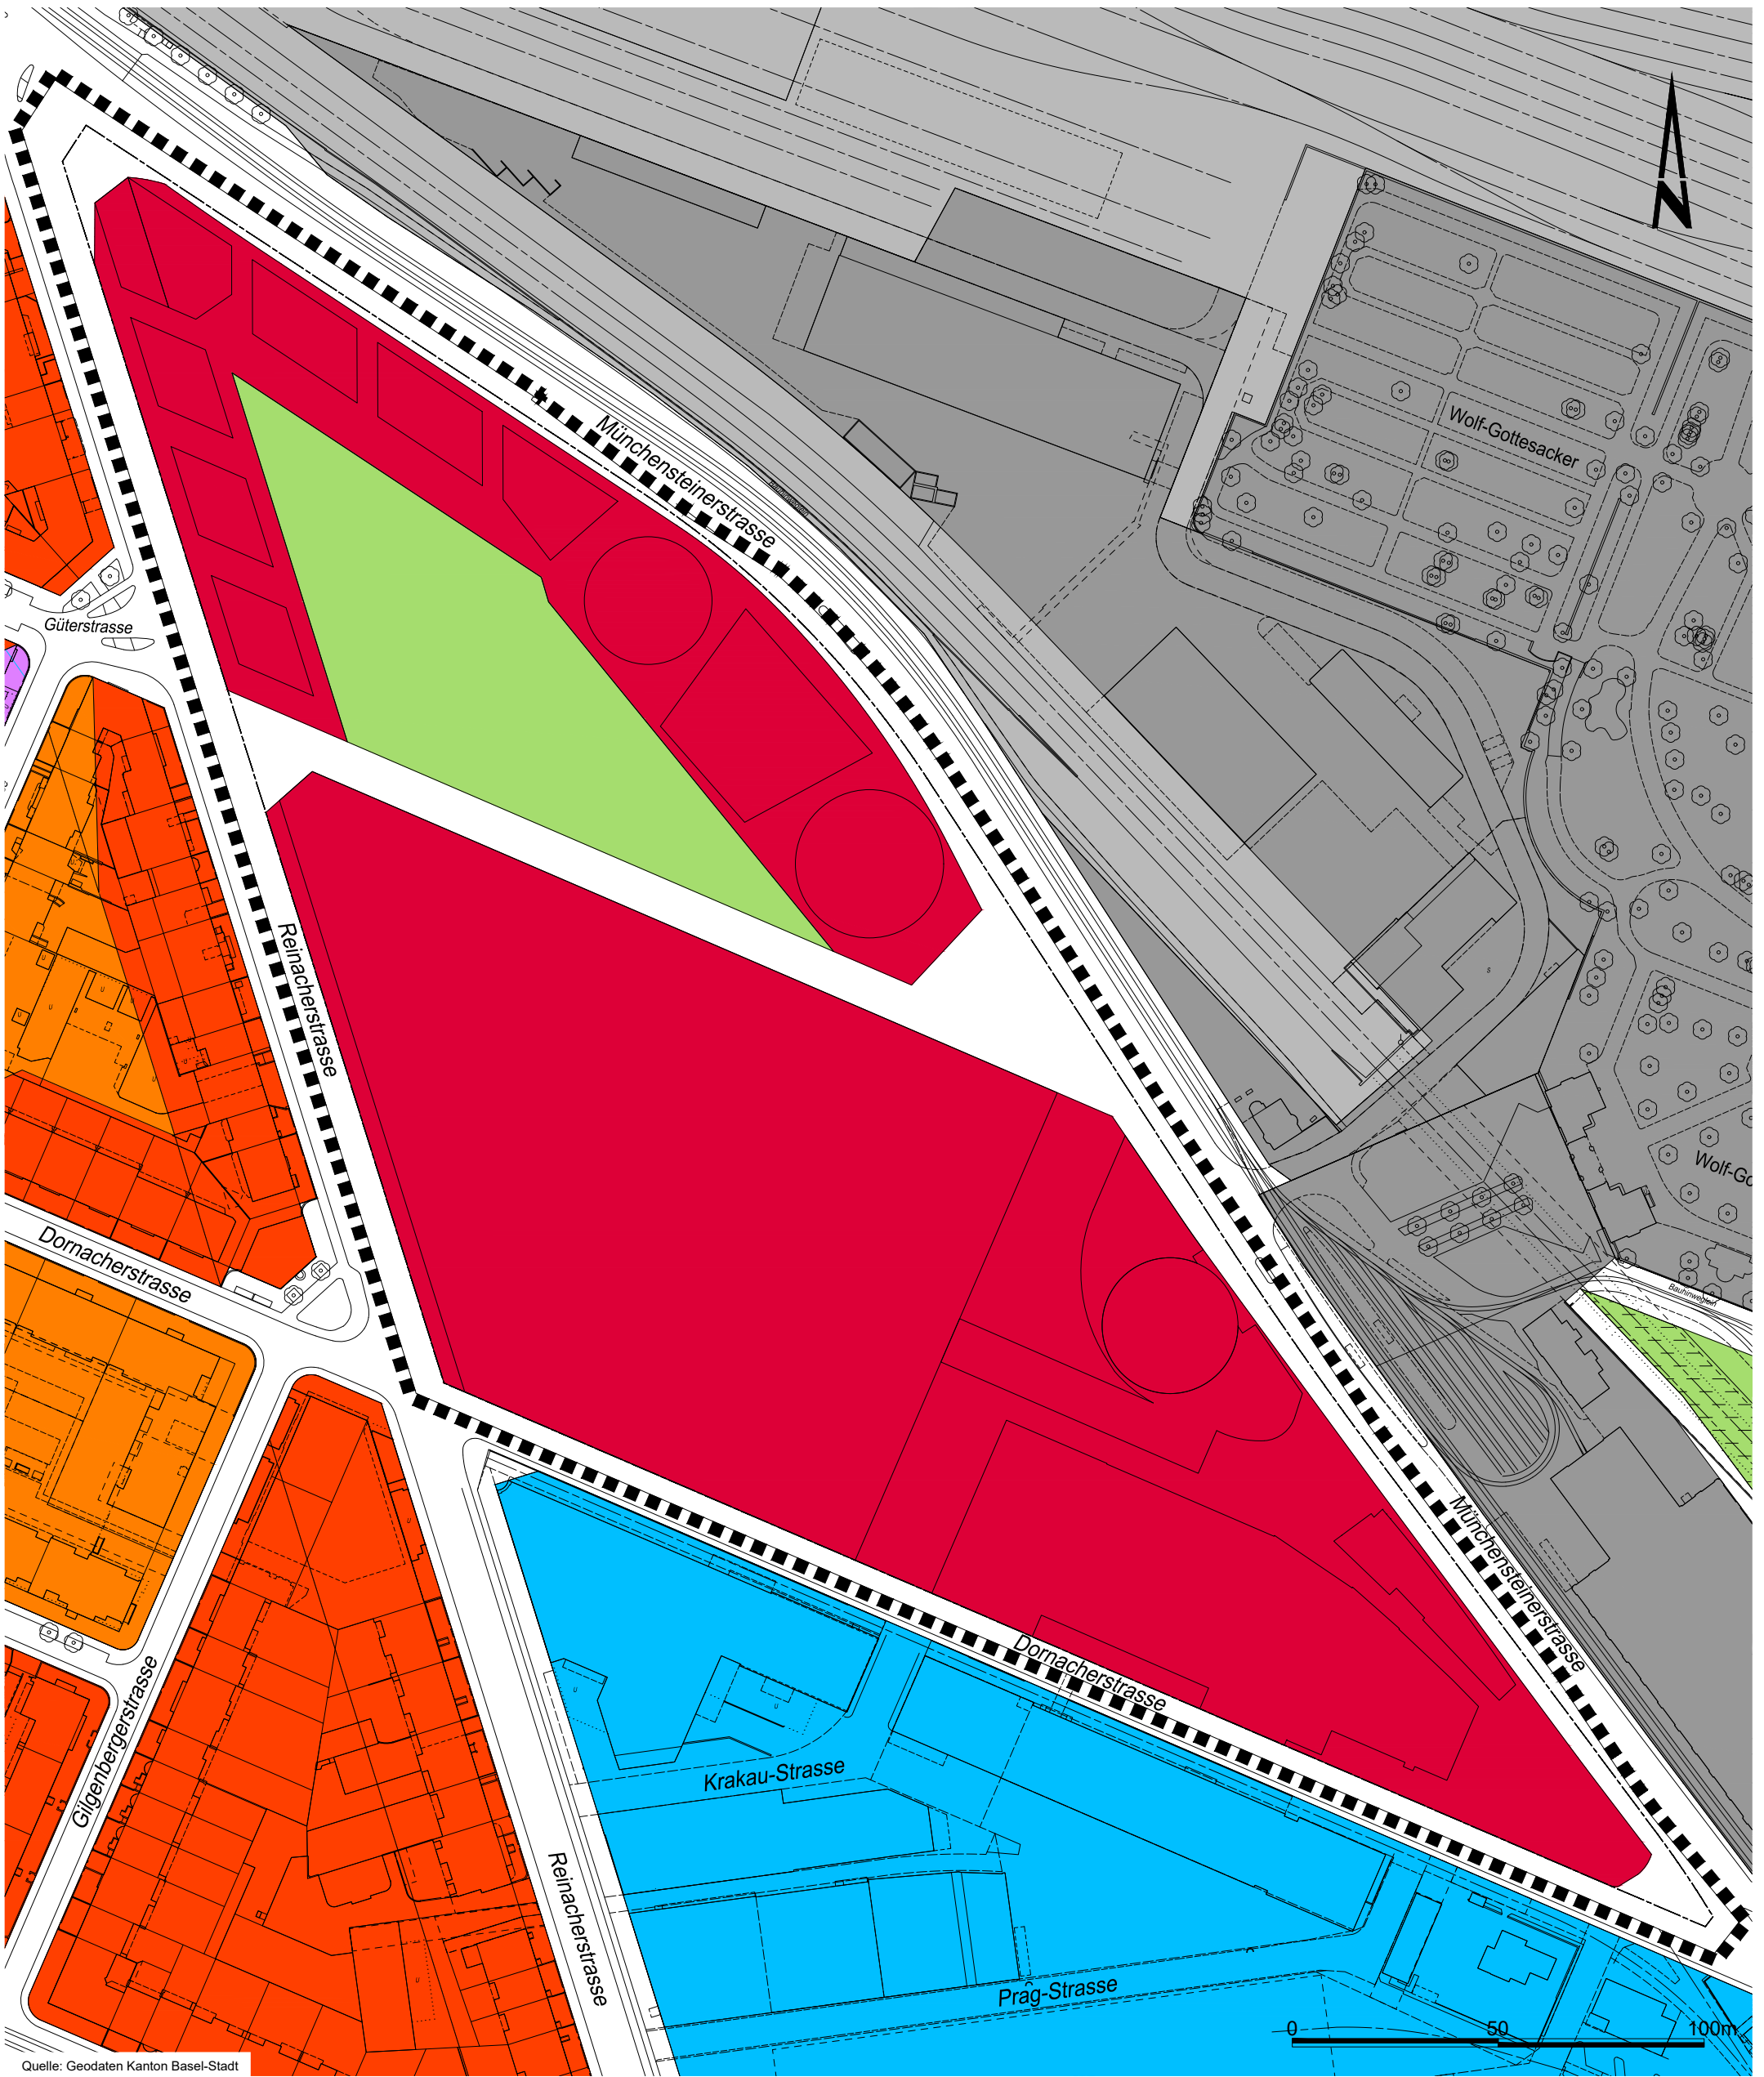 N
Wolf-Gottesacker
Münchensteinerstrasse
Güterstrasse
Reinacherstrasse
Wolf-Go
Dornacherstrasse
Bauhinweglein
Münchensteinerstrasse
Dornacherstrasse
Gilgenbergerstrasse
Krakau-Strasse
Reinacherstrasse
Prag-Strasse
0 50 100m
Quelle: Geodaten Kanton Basel-Stadt